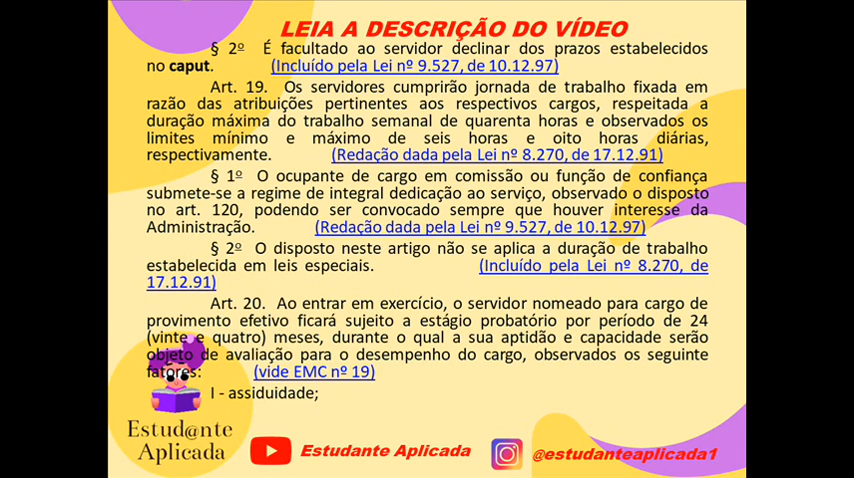 LEIA A DESCRIÇÃO DO VÍDEO
§ 2º É facultado ao servidor declinar dos prazos estabelecidos
no caput. (Incluído pela Lei nº 9.527, de 10.12.97)
Art. 19. Os servidores cumprirão jornada de trabalho fixada em
razão das atribuições pertinentes aos respectivos cargos, respeitada a
duração máxima do trabalho semanal de quarenta horas e observados os
limites mínimo e máximo de seis horas e oito horas diárias,
respectivamente. (Redação dada pela Lei nº 8.270, de 17.12.91)
§ 1º O ocupante de cargo em comissão ou função de confiança
submete-se a regime de integral dedicação ao serviço, observado o disposto
no art. 120, podendo ser convocado sempre que houver interesse da
Administração. (Redação dada pela Lei nº 9.527, de 10.12.97)
§ 2º O disposto neste artigo não se aplica a duração de trabalho
estabelecida em leis especiais. (Incluído pela Lei nº 8.270, de
17.12.91)
Art. 20. Ao entrar em exercício, o servidor nomeado para cargo de
provimento efetivo ficará sujeito a estágio probatório por período de 24
(vinte e quatro) meses, durante o qual a sua aptidão e capacidade serão
objeto de avaliação para o desempenho do cargo, observados os seguinte
fatores: (vide EMC nº 19)
I - assiduidade;
Estud@nte
Aplicada
Estudante Aplicada
@estudanteaplicada1